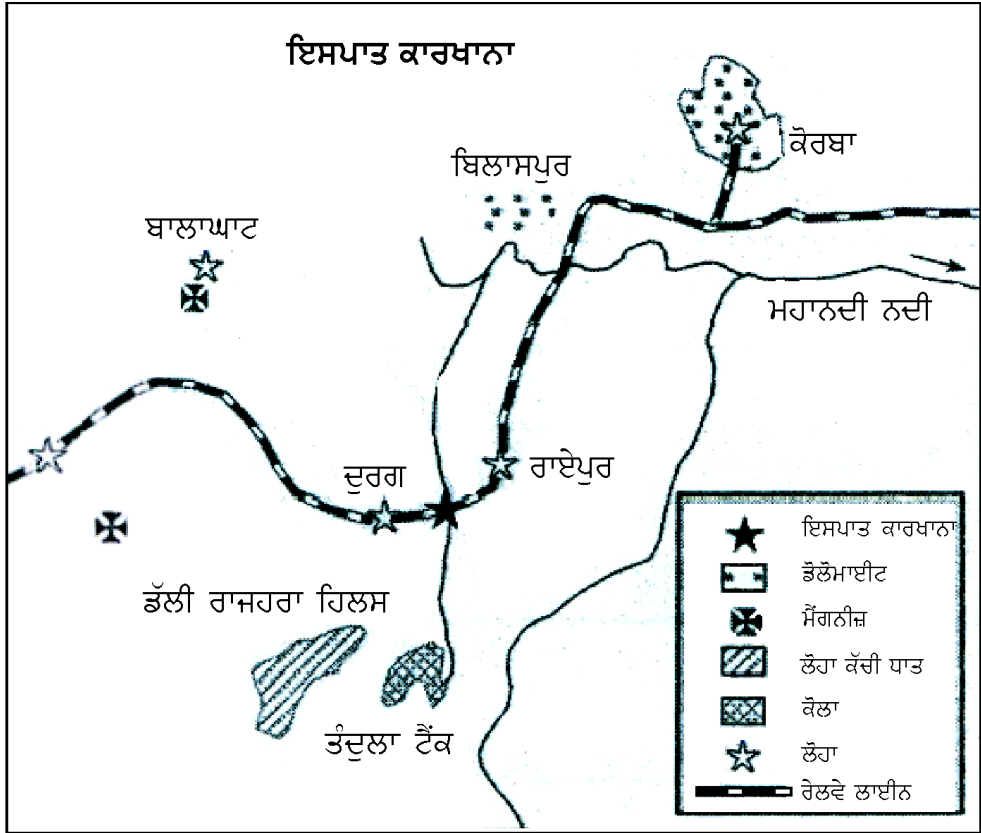 ਇਸਪਾਤ ਕਾਰਖਾਨਾ
ਕੋਰਬਾ
ਬਿਲਾਸਪੁਰ
ਬਾਲਾਘਾਟ
ਮਹਾਨਦੀ ਨਦੀ
ਦੁਰਗ
ਰਾਏਪੁਰ
ਡੱਲੀ ਰਾਜਹਰਾ ਹਿਲਸ
ਤੰਦੁਲਾ ਟੈਂਕ
ਇਸਪਾਤ ਕਾਰਖਾਨਾ
ਡੋਲੋਮਾਈਟ
ਮੈਂਗਨੀਜ਼
ਲੋਹਾ ਕੱਚੀ ਧਾਤ
ਕੋਲਾ
ਲੋਹਾ
ਰੇਲਵੇ ਲਾਈਨ